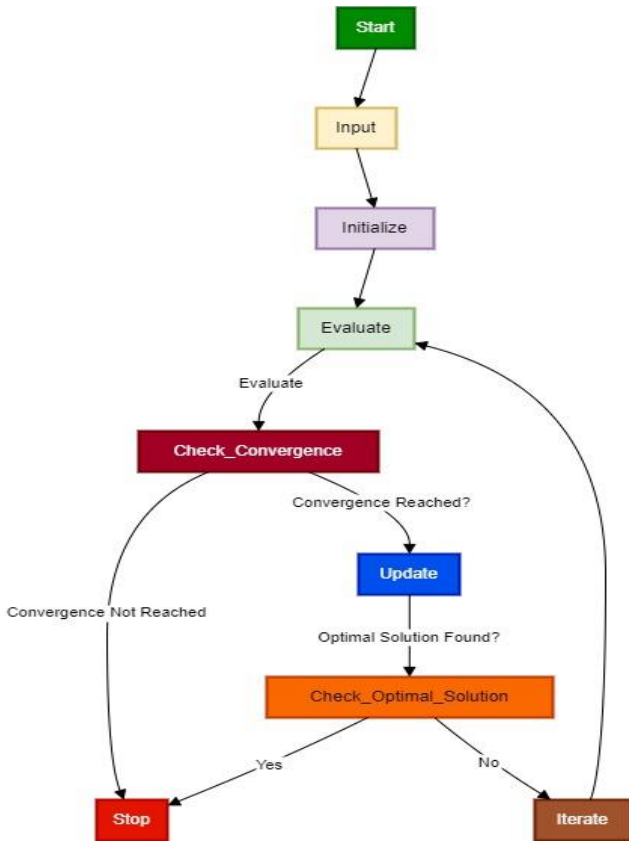 Start
Input
Initialize
Evaluate
Evaluate
Check_Convergence
Convergence Reached?
Update
Convergence Not Reached
Optimal Solution Found?
Check_Optimal_Solution
Yes
No
Stop
Iterate